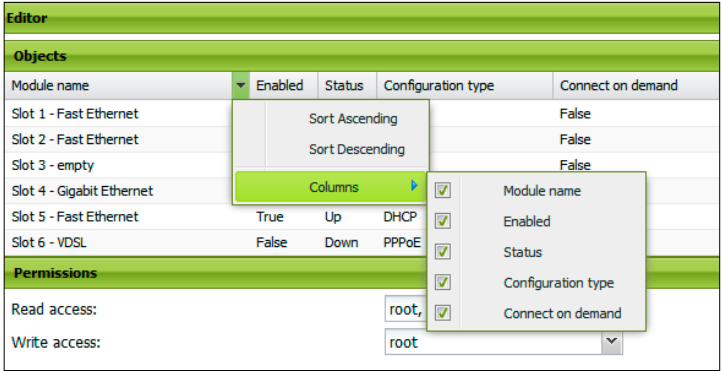 Editor
Objects
Module name Enabled Status Configuration type Connect on demand
Slot 1 - Fast Ethernet False
Sort Ascending
Slot 2 - Fast Ethernet False
Sort Descending
Slot 3 - empty False
Slot 4 - Gigabit Ethernet
Columns
Module name
Slot 5 - Fast Ethernet True Up DHCP
Enabled
Slot 6 - VDSL False Down PPPoE
Status
Permissions
Configuration type
Read access: root,
Connect on demand
Write access: root